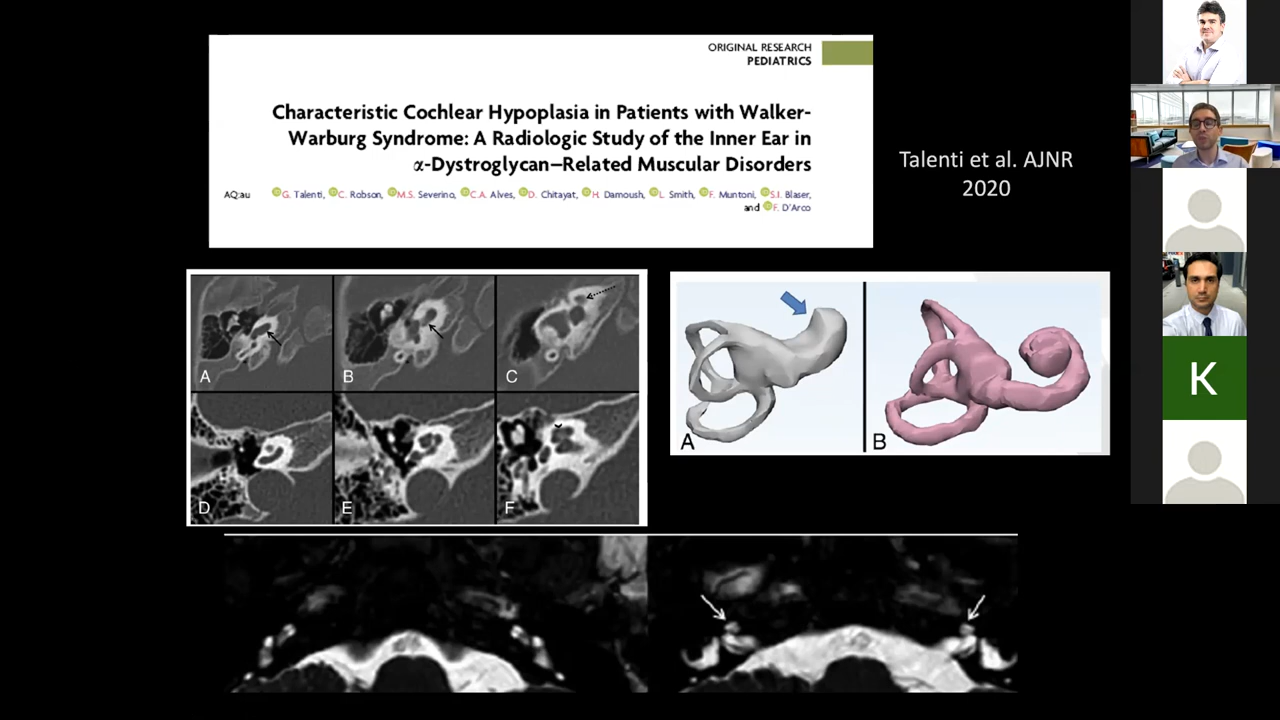 ORIGINAL RESEARCH
PEDIATRICS
Characteristic Cochlear Hypoplasia in Patients with Walker-
Warburg Syndrome: A Radiologic Study of the Inner Ear in
α-Dystroglycan–Related Muscular Disorders
AQ:au G. Talenti, C. Robson, M.S. Severino, C.A. Alves, D. Chitayat, H. Damoush, L. Smith, F. Muntoni, S.I. Blaser,
and F. D'Arco
Talenti et al. AJNR
2020
A
B
C
D
E
F
A
B
K